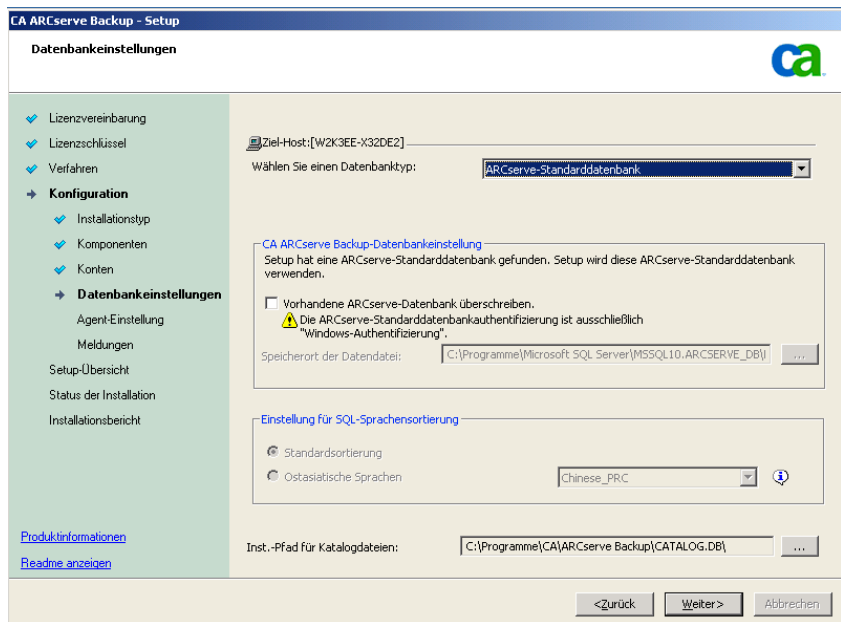 CA ARCserve Backup - Setup
Datenbankeinstellungen
ca
Lizenzvereinbarung
Lizenzschlüssel
Verfahren
Konfiguration
Installationstyp
Komponenten
Konten
Datenbankeinstellungen
Agent-Einstellung
Meldungen
Setup-Übersicht
Status der Installation
Installationsbericht
Produktinformationen
Readme anzeigen
Ziel-Host:[W2K3EE-X32DE2]
Wählen Sie einen Datenbanktyp: ARCserve-Standarddatenbank
CA ARCserve Backup-Datenbankeinstellung
Setup hat eine ARCserve-Standarddatenbank gefunden. Setup wird diese ARCserve-Standarddatenbank
verwenden.
Vorhandene ARCserve-Datenbank überschreiben.
Die ARCserve-Standarddatenbankauthentifizierung ist ausschließlich
"Windows-Authentifizierung".
Speicherort der Datendatei: C:\Programme\Microsoft SQL Server\MSSQL10.ARCSERVE_DB\I ...
Einstellung für SQL-Sprachensortierung
Standardsortierung
Ostasiatische Sprachen Chinese_PRC
Inst.-Pfad für Katalogdateien: C:\Programme\CA\ARCserve Backup\CATALOG.DB\ ...
<Zurück Weiter> Abbrechen